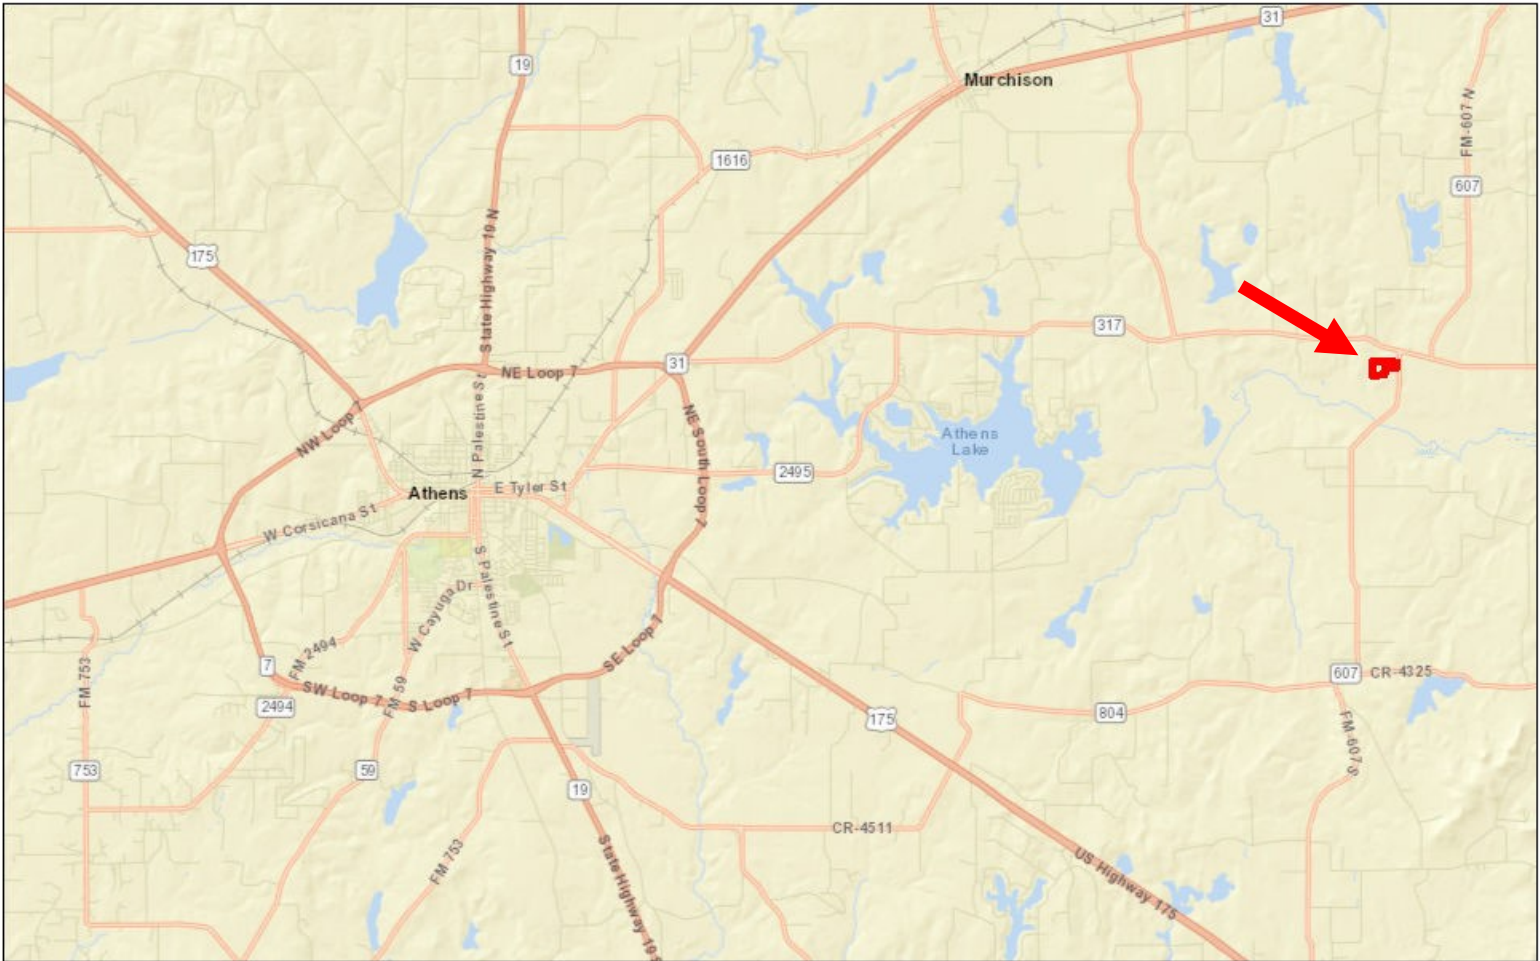 31
19
Murchison
FM-607 N
1616
607
175
State Highway 19 N
317
31
NE Loop 7
N Palestine St
NE South Loop 7
NW Loop 7
Athens
Lake
2495
Athens
E Tyler St
W Corsicana St
S Palestine St
W Cayuga Dr
SE Loop 7
FM 2494
7
FM 753
607
CR-4325
SW Loop 7
FM 59
S Loop 7
2494
804
175
FM-607 S
753
59
19
CR-4511
FM 753
US Highway 175
State Highway 19 S